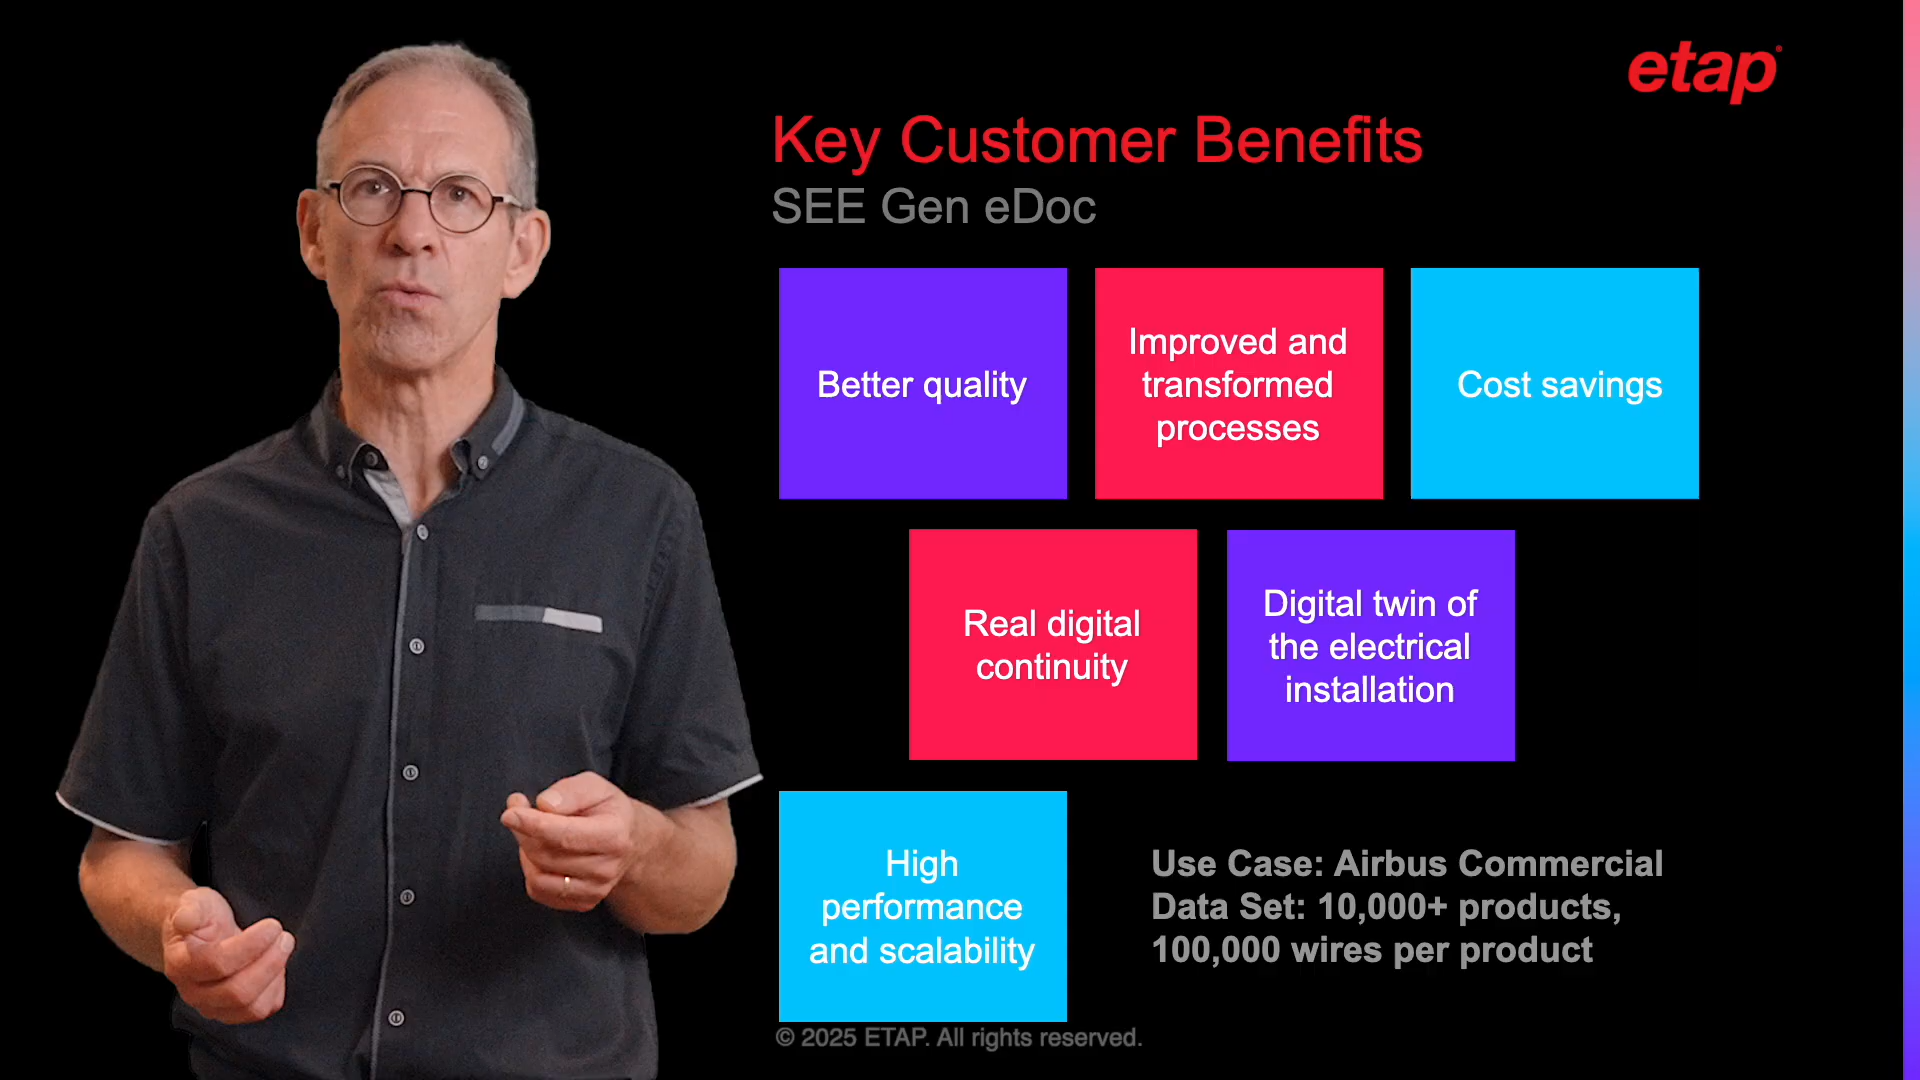 etap
Key Customer Benefits
SEE Gen eDoc
Better quality
Improved and
transformed
processes
Cost savings
Real digital
continuity
Digital twin of
the electrical
installation
High
performance
and scalability
Use Case: Airbus Commercial
Data Set: 10,000+ products,
100,000 wires per product
© 2025 ETAP. All rights reserved.